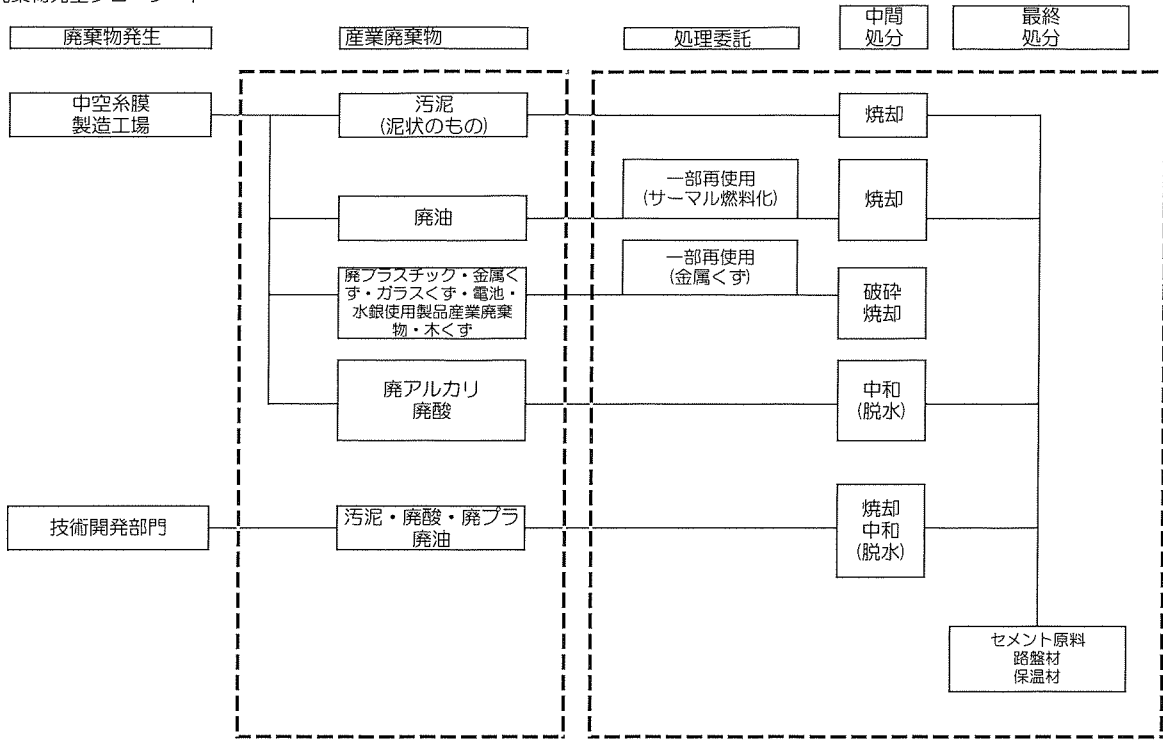 廃棄物発生
産業廃棄物
処理委託
中間
処分
最終
処分
中空糸膜
製造工場
汚泥
(泥状のもの)
焼却
廃油
一部再使用
(サーマル燃料化)
焼却
廃プラスチック・金属く
ず・ガラスくず・電池・
水銀使用製品産業廃棄
物・木くず
一部再使用
(金属くず)
破砕
焼却
廃アルカリ
廃酸
中和
(脱水)
技術開発部門
汚泥・廃酸・廃プラ
廃油
焼却
中和
(脱水)
セメント原料
路盤材
保温材